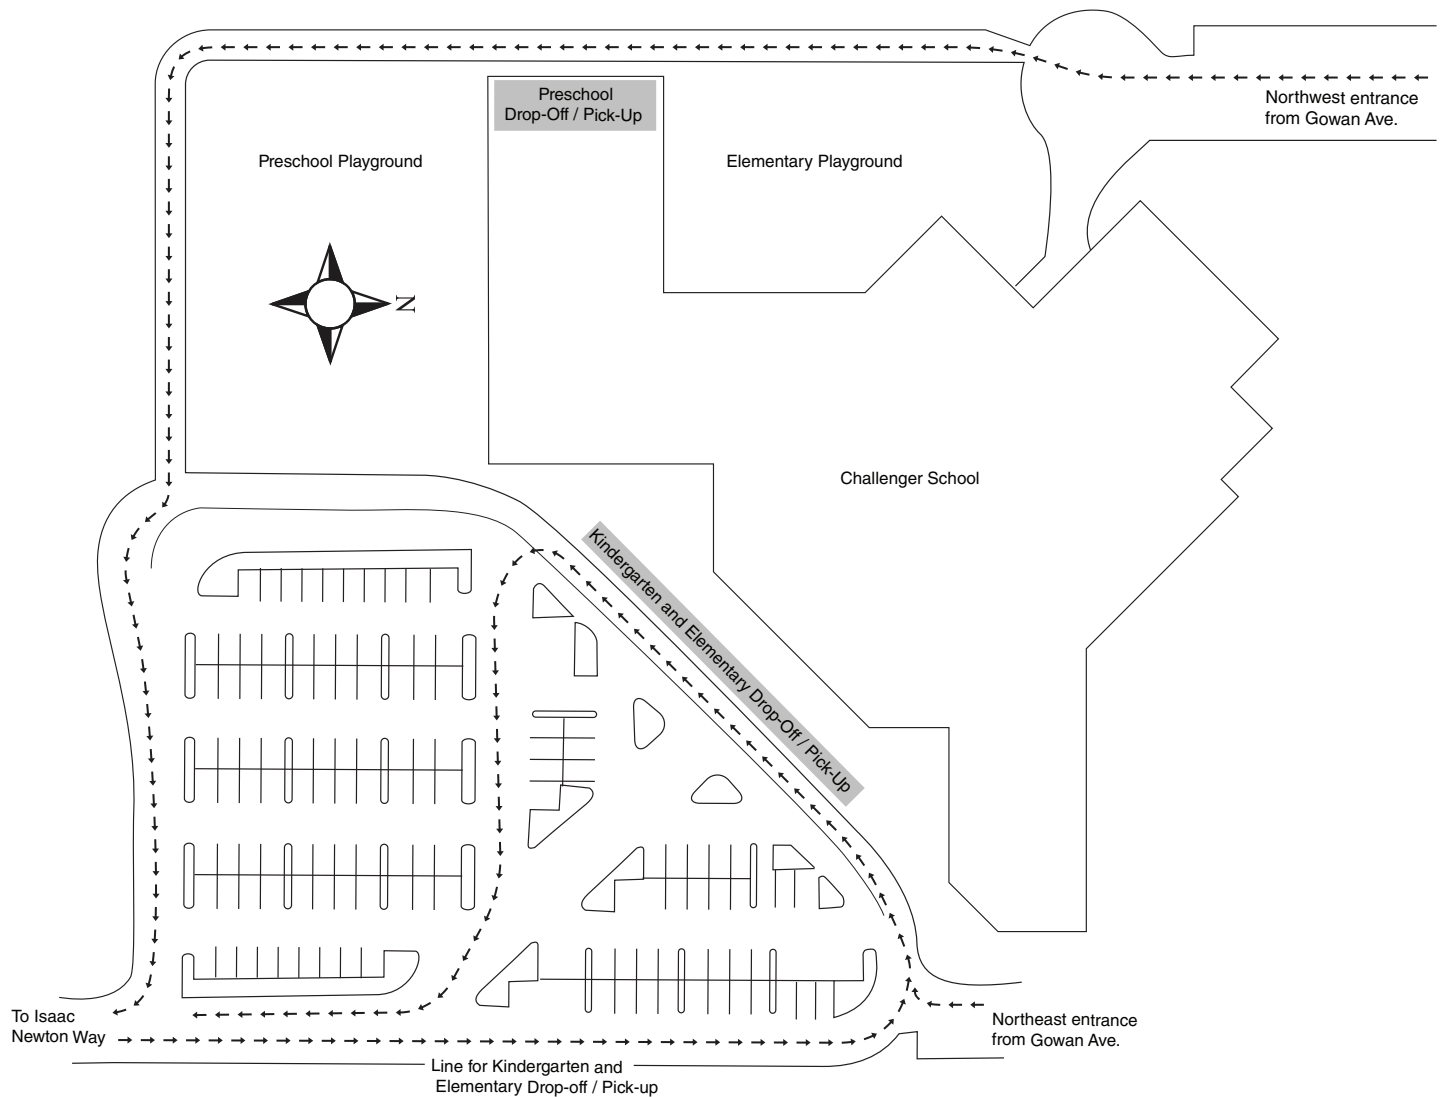 Preschool
Drop-Off / Pick-Up
Northwest entrance
from Gowan Ave.
Preschool Playground
Elementary Playground
N
Challenger School
Kindergarten and Elementary Drop-Off / Pick-Up
To Isaac
Newton Way
Northeast entrance
from Gowan Ave.
Line for Kindergarten and
Elementary Drop-off / Pick-up